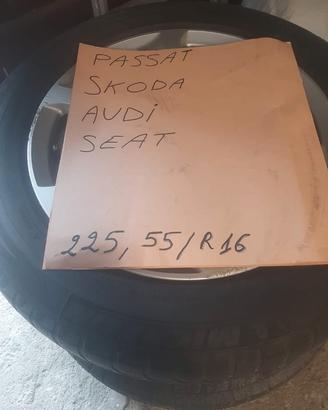 PASSAT
SKODA
AUDi
SEAT
225, 55/R16